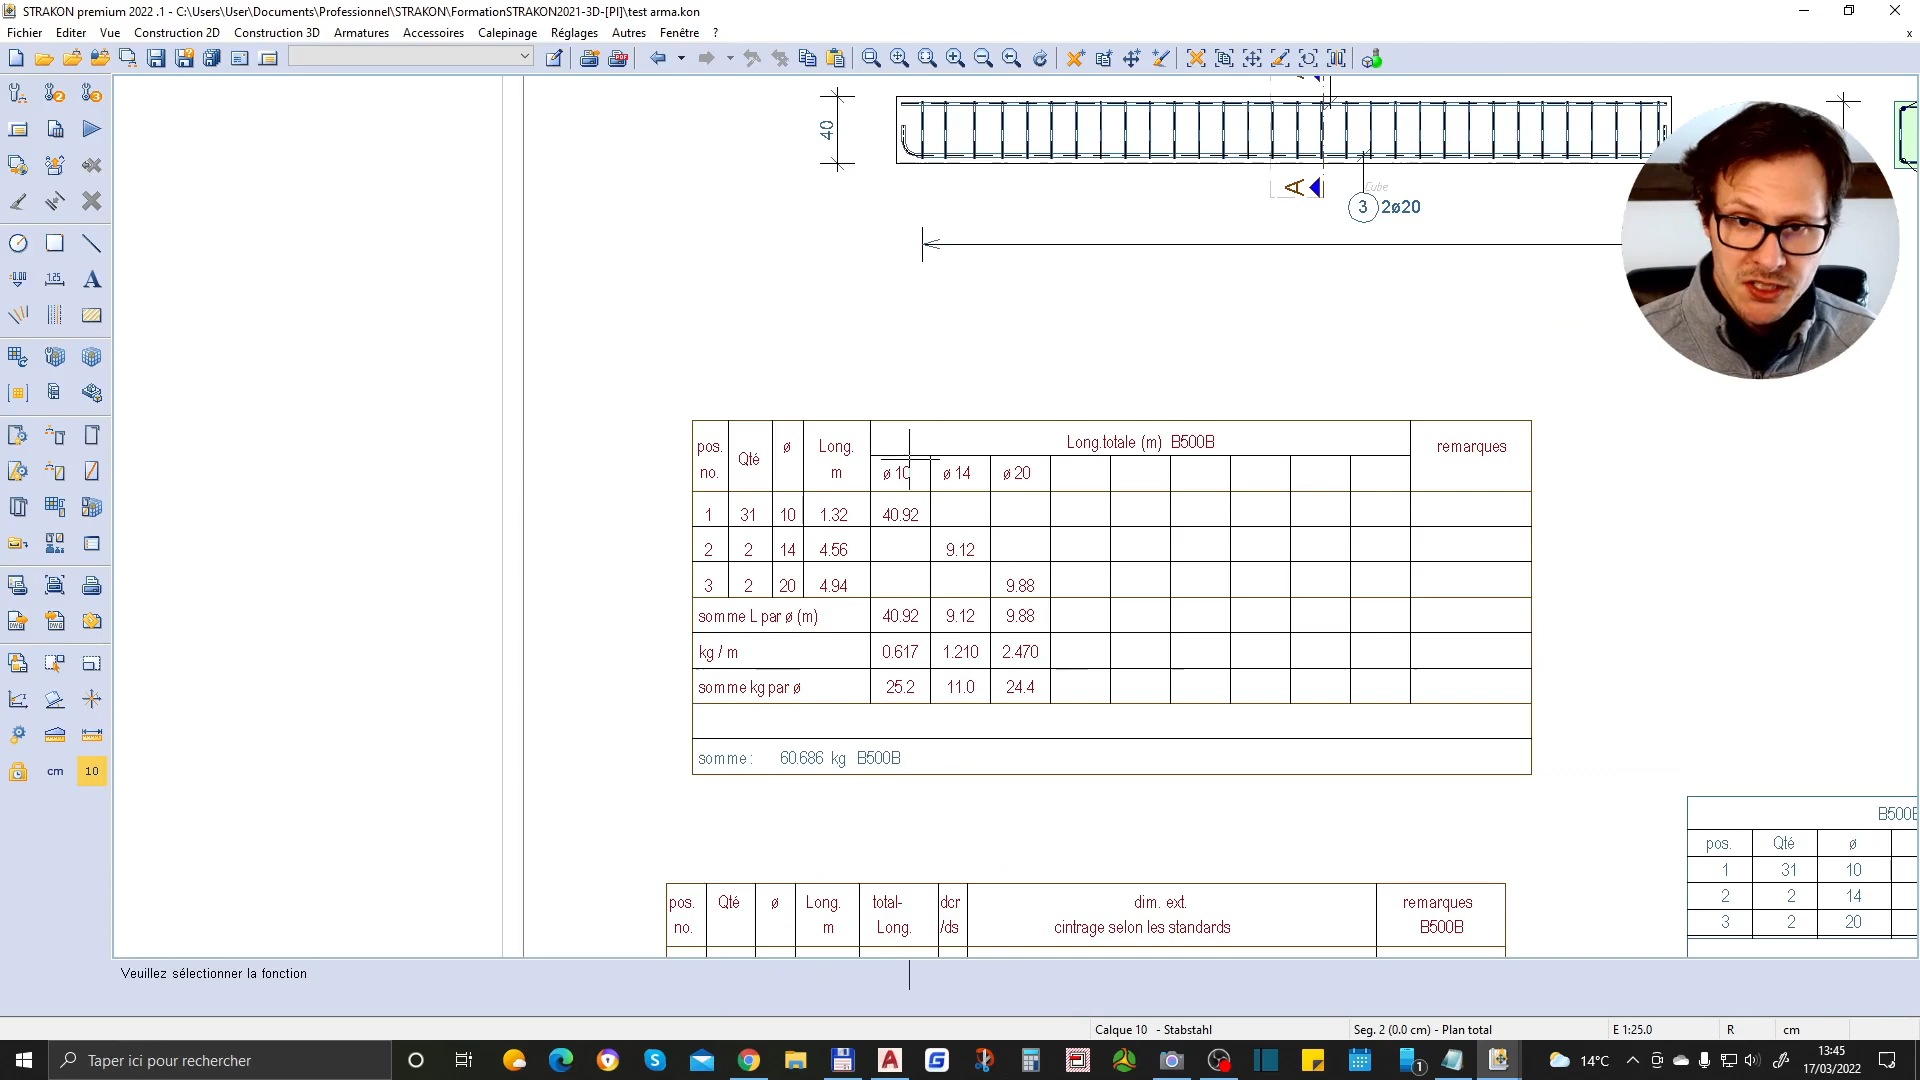 STRAKON premium 2022 .1 - C:\Users\User\Documents\Professionnel\STRAKON\FormationSTRAKON2021-3D-[PI]\test arma.kon
Fichier Editer Vue Construction 2D Construction 3D Armatures Accessoires Calepinage Réglages Autres Fenêtre ?
40
A
Cube
3 2ø20
pos. no. Qté ø Long. m Long.totale (m) B500B remarques
ø 10 ø 14 ø 20
1 31 10 1.32 40.92
2 2 14 4.56 9.12
3 2 20 4.94 9.88
somme L par ø (m) 40.92 9.12 9.88
kg / m 0.617 1.210 2.470
somme kg par ø 25.2 11.0 24.4
somme: 60.686 kg B500B
B500B
pos. Qté ø
1 31 10
2 2 14
3 2 20
pos. Qté ø Long. total- dcr dim. ext. remarques
no. m Long. /ds cintrage selon les standards B500B
cm 10
Veuillez sélectionner la fonction
Calque 10 - Stabstahl Seg. 2 (0.0 cm) - Plan total E 1:25.0 R cm
Taper ici pour rechercher
14°C
13:45
17/03/2022